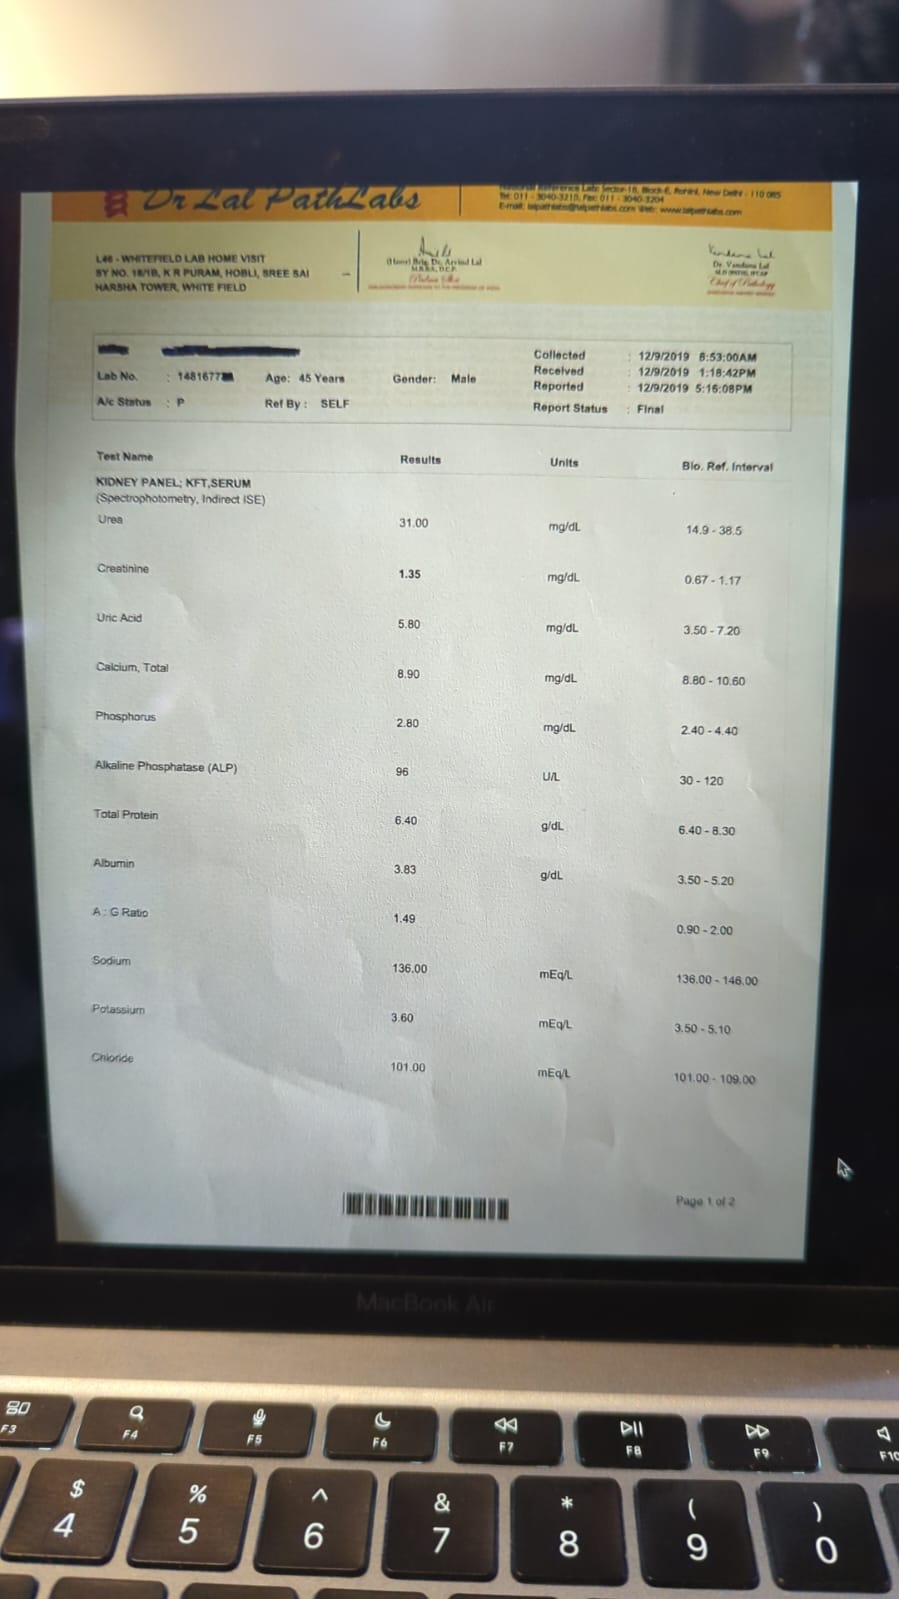 Dr Lal PathLabs
National Reference Lab: Sector-18, Block-E, Rohini, New Delhi - 110 085
Tel: 011 - 3040-3210, Fax: 011 - 3040-3204
E-mail: lalpathlabs@lalpathlabs.com Web: www.lalpathlabs.com
L46 - WHITEFIELD LAB HOME VISIT
SY NO. 18/1B, K R PURAM, HOBLI, SREE SAI
HARSHA TOWER, WHITE FIELD
(Hony) Brig. Dr. Arvind Lal
M.B.B.S, D.C.P.
Dr. Vandana Lal
Chief of Pathology
Collected : 12/9/2019 8:53:00AM
Received : 12/9/2019 1:18:42PM
Lab No. : 1481677 Age: 45 Years Gender: Male
Reported : 12/9/2019 5:16:08PM
A/c Status : P Ref By : SELF
Report Status : Final
Test Name Results Units Bio. Ref. Interval
KIDNEY PANEL; KFT,SERUM
(Spectrophotometry, Indirect ISE)
Urea 31.00 mg/dL 14.9 - 38.5
Creatinine 1.35 mg/dL 0.67 - 1.17
Uric Acid 5.80 mg/dL 3.50 - 7.20
Calcium, Total 8.90 mg/dL 8.80 - 10.60
Phosphorus 2.80 mg/dL 2.40 - 4.40
Alkaline Phosphatase (ALP) 96 U/L 30 - 120
Total Protein 6.40 g/dL 6.40 - 8.30
Albumin 3.83 g/dL 3.50 - 5.20
A : G Ratio 1.49 0.90 - 2.00
Sodium 136.00 mEq/L 136.00 - 146.00
Potassium 3.60 mEq/L 3.50 - 5.10
Chloride 101.00 mEq/L 101.00 - 109.00
Page 1 of 2
MacBook Air
F3 F4 F5 F6 F7 F8 F9 F10
$ % ^ & * ( )
4 5 6 7 8 9 0